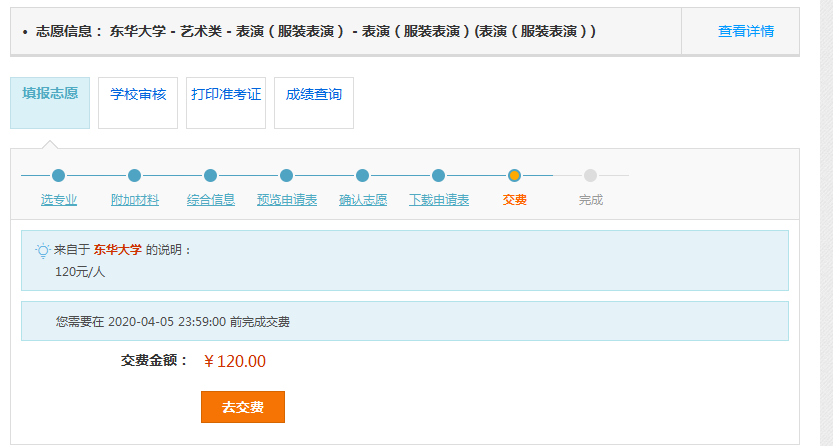 • 志愿信息： 东华大学 - 艺术类 - 表演（服装表演） - 表演（服装表演）(表演（服装表演）) 查看详情
填报志愿 学校审核 打印准考证 成绩查询
选专业 附加材料 综合信息 预览申请表 确认志愿 下载申请表 交费 完成
来自于 东华大学 的说明：
120元/人
您需要在 2020-04-05 23:59:00 前完成交费
交费金额： ￥120.00
去交费